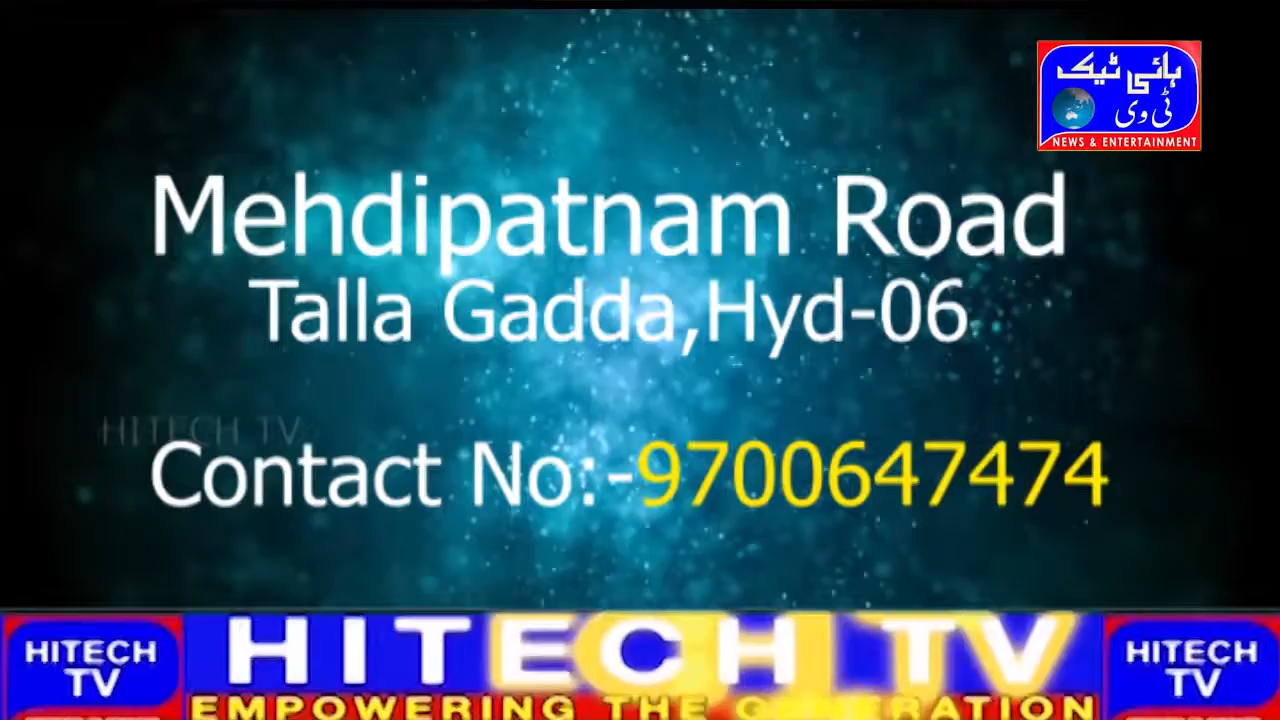 ہائی ٹیک
ٹی وی
NEWS & ENTERTAINMENT
Mehdipatnam Road
Talla Gadda,Hyd-06
HITECH TV
Contact No:-9700647474
HITECH
TV
HITECH TV
EMPOWERING THE GENERATION
HITECH
TV